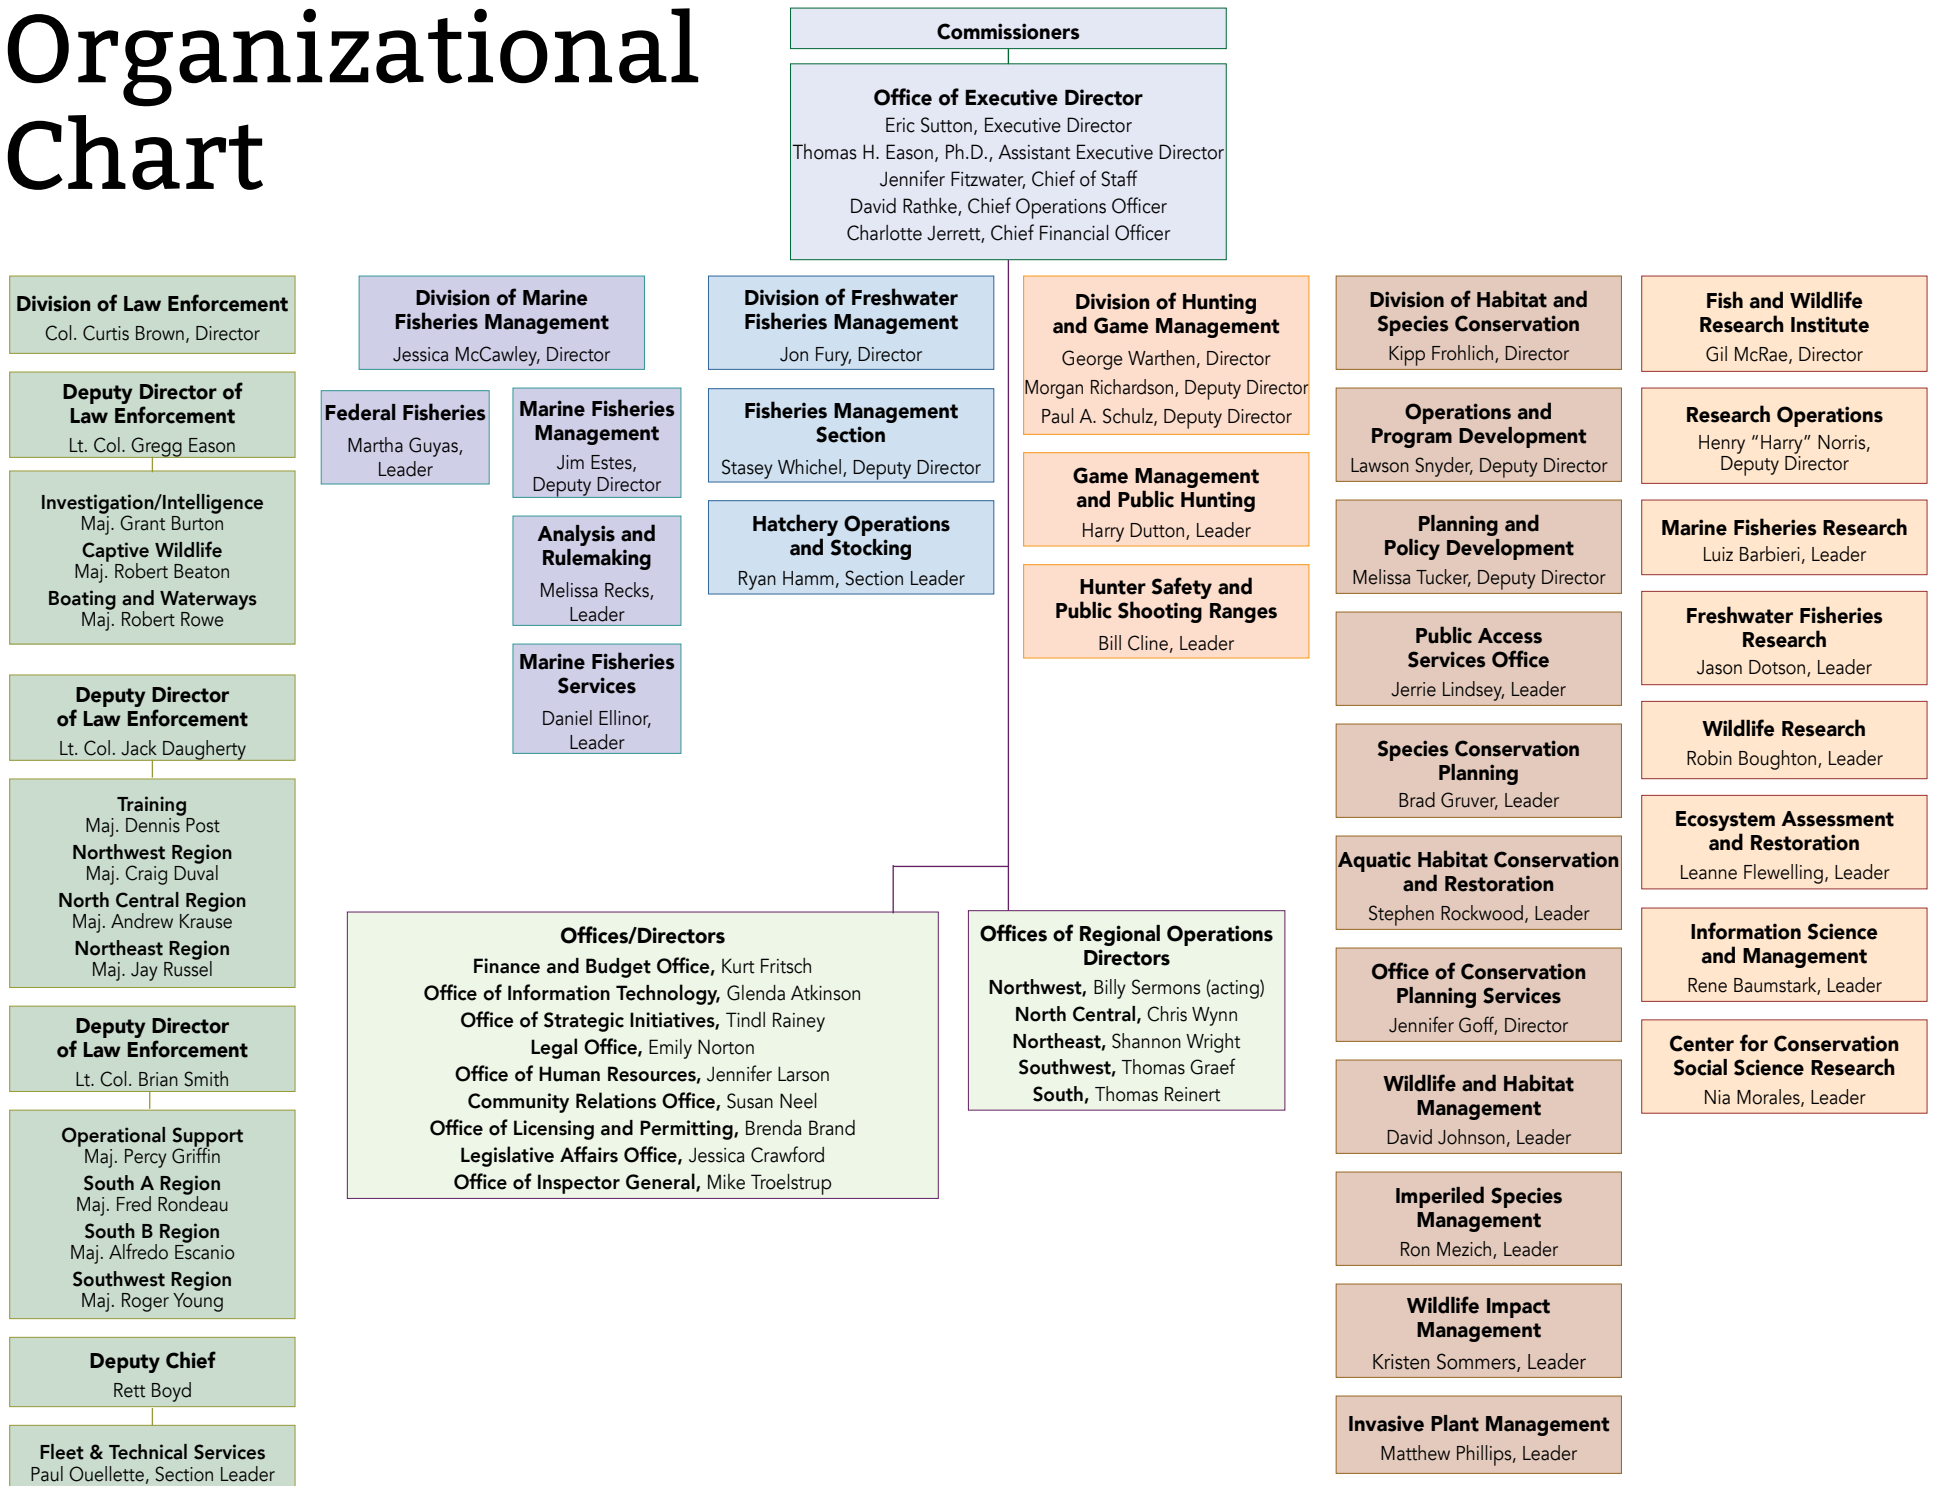 Organizational
Chart
Commissioners
Office of Executive Director
Eric Sutton, Executive Director
Thomas H. Eason, Ph.D., Assistant Executive Director
Jennifer Fitzwater, Chief of Staff
David Rathke, Chief Operations Officer
Charlotte Jerrett, Chief Financial Officer
Division of Law Enforcement
Col. Curtis Brown, Director
Deputy Director of
Law Enforcement
Lt. Col. Gregg Eason
Investigation/Intelligence
Maj. Grant Burton
Captive Wildlife
Maj. Robert Beaton
Boating and Waterways
Maj. Robert Rowe
Deputy Director
of Law Enforcement
Lt. Col. Jack Daugherty
Training
Maj. Dennis Post
Northwest Region
Maj. Craig Duval
North Central Region
Maj. Andrew Krause
Northeast Region
Maj. Jay Russel
Deputy Director
of Law Enforcement
Lt. Col. Brian Smith
Operational Support
Maj. Percy Griffin
South A Region
Maj. Fred Rondeau
South B Region
Maj. Alfredo Escanio
Southwest Region
Maj. Roger Young
Deputy Chief
Rett Boyd
Fleet & Technical Services
Paul Ouellette, Section Leader
Division of Marine
Fisheries Management
Jessica McCawley, Director
Federal Fisheries
Martha Guyas,
Leader
Marine Fisheries
Management
Jim Estes,
Deputy Director
Analysis and
Rulemaking
Melissa Recks,
Leader
Marine Fisheries
Services
Daniel Ellinor,
Leader
Division of Freshwater
Fisheries Management
Jon Fury, Director
Fisheries Management
Section
Stasey Whichel, Deputy Director
Hatchery Operations
and Stocking
Ryan Hamm, Section Leader
Division of Hunting
and Game Management
George Warthen, Director
Morgan Richardson, Deputy Director
Paul A. Schulz, Deputy Director
Game Management
and Public Hunting
Harry Dutton, Leader
Hunter Safety and
Public Shooting Ranges
Bill Cline, Leader
Offices/Directors
Finance and Budget Office, Kurt Fritsch
Office of Information Technology, Glenda Atkinson
Office of Strategic Initiatives, Tindl Rainey
Legal Office, Emily Norton
Office of Human Resources, Jennifer Larson
Community Relations Office, Susan Neel
Office of Licensing and Permitting, Brenda Brand
Legislative Affairs Office, Jessica Crawford
Office of Inspector General, Mike Troelstrup
Offices of Regional Operations
Directors
Northwest, Billy Sermons (acting)
North Central, Chris Wynn
Northeast, Shannon Wright
Southwest, Thomas Graef
South, Thomas Reinert
Division of Habitat and
Species Conservation
Kipp Frohlich, Director
Operations and
Program Development
Lawson Snyder, Deputy Director
Planning and
Policy Development
Melissa Tucker, Deputy Director
Public Access
Services Office
Jerrie Lindsey, Leader
Species Conservation
Planning
Brad Gruver, Leader
Aquatic Habitat Conservation
and Restoration
Stephen Rockwood, Leader
Office of Conservation
Planning Services
Jennifer Goff, Director
Wildlife and Habitat
Management
David Johnson, Leader
Imperiled Species
Management
Ron Mezich, Leader
Wildlife Impact
Management
Kristen Sommers, Leader
Invasive Plant Management
Matthew Phillips, Leader
Fish and Wildlife
Research Institute
Gil McRae, Director
Research Operations
Henry “Harry” Norris,
Deputy Director
Marine Fisheries Research
Luiz Barbieri, Leader
Freshwater Fisheries
Research
Jason Dotson, Leader
Wildlife Research
Robin Boughton, Leader
Ecosystem Assessment
and Restoration
Leanne Flewelling, Leader
Information Science
and Management
Rene Baumstark, Leader
Center for Conservation
Social Science Research
Nia Morales, Leader